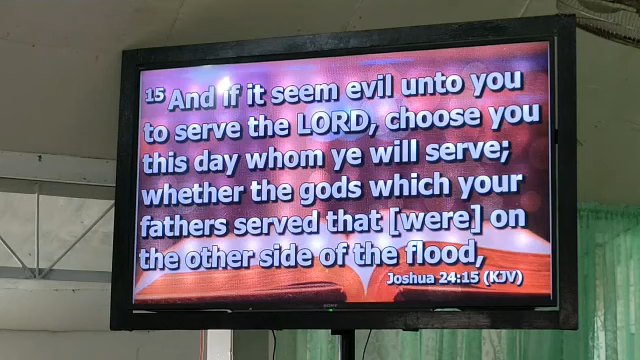 15 And if it seem evil unto you
to serve the LORD, choose you
this day whom ye will serve;
whether the gods which your
fathers served that [were] on
the other side of the flood,
Joshua 24:15 (KJV)
SONY